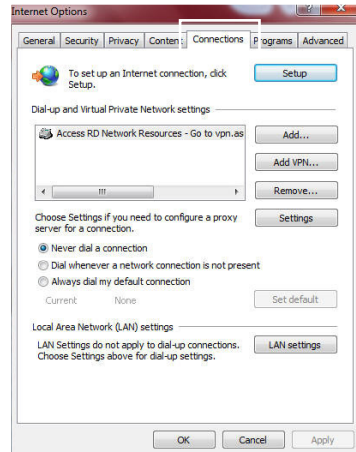 Internet Options
General Security Privacy Content Connections Programs Advanced
To set up an Internet connection, click Setup.
Setup
Dial-up and Virtual Private Network settings
Access RD Network Resources - Go to vpn.as
Add...
Add VPN...
Remove...
Choose Settings if you need to configure a proxy
server for a connection.
Settings
Never dial a connection
Dial whenever a network connection is not present
Always dial my default connection
Current None
Set default
Local Area Network (LAN) settings
LAN Settings do not apply to dial-up connections.
Choose Settings above for dial-up settings.
LAN settings
OK Cancel Apply